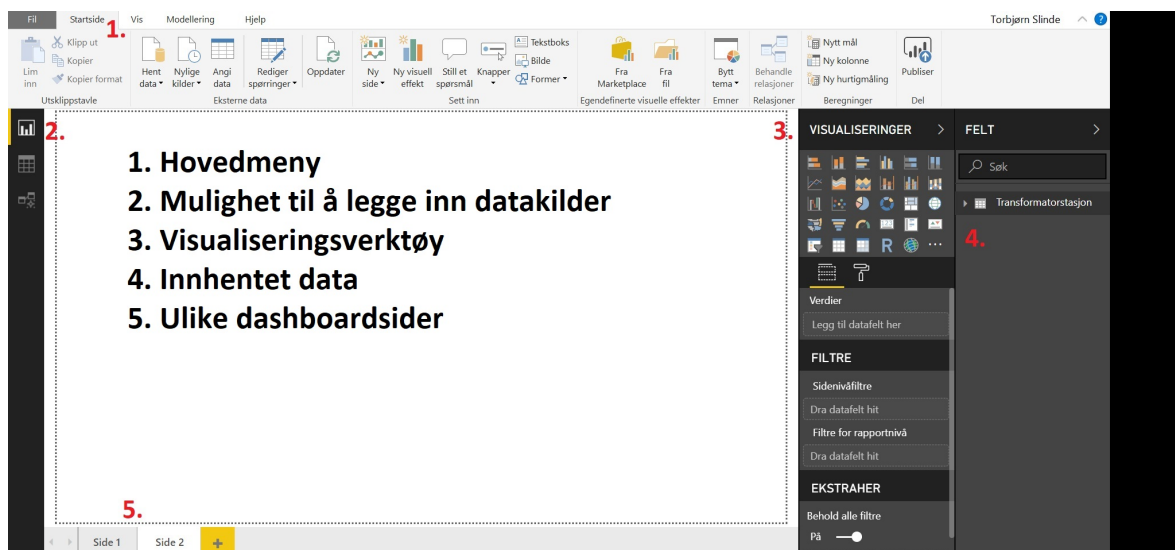 Fil Startside Vis Modellering Hjelp Torbjørn Slinde
1.
Lim inn
Klipp ut
Kopier
Kopier format
Utsklippstavle
Hent data
Nylige kilder
Angi data
Rediger spørringer
Oppdater
Eksterne data
Ny side
Ny visuell effekt
Still et spørsmål
Knapper
Tekstboks
Bilde
Former
Sett inn
Fra Marketplace
Fra fil
Egendefinerte visuelle effekter
Bytt tema
Emner
Behandle relasjoner
Relasjoner
Nytt mål
Ny kolonne
Ny hurtigmåling
Beregninger
Publiser
Del
2.
1. Hovedmeny
2. Mulighet til å legge inn datakilder
3. Visualiseringsverktøy
4. Innhentet data
5. Ulike dashboardsider
3.
VISUALISERINGER
R
Verdier
Legg til datafelt her
FILTRE
Sidenivåfiltre
Dra datafelt hit
Filtre for rapportnivå
Dra datafelt hit
EKSTRAHER
Behold alle filtre
På
FELT
Søk
Transformatorstasjon
4.
5.
Side 1 Side 2 +